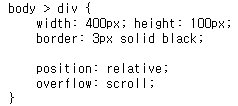 body > div {
    width: 400px; height: 100px;
    border: 3px solid black;

    position: relative;
    overflow: scroll;
}